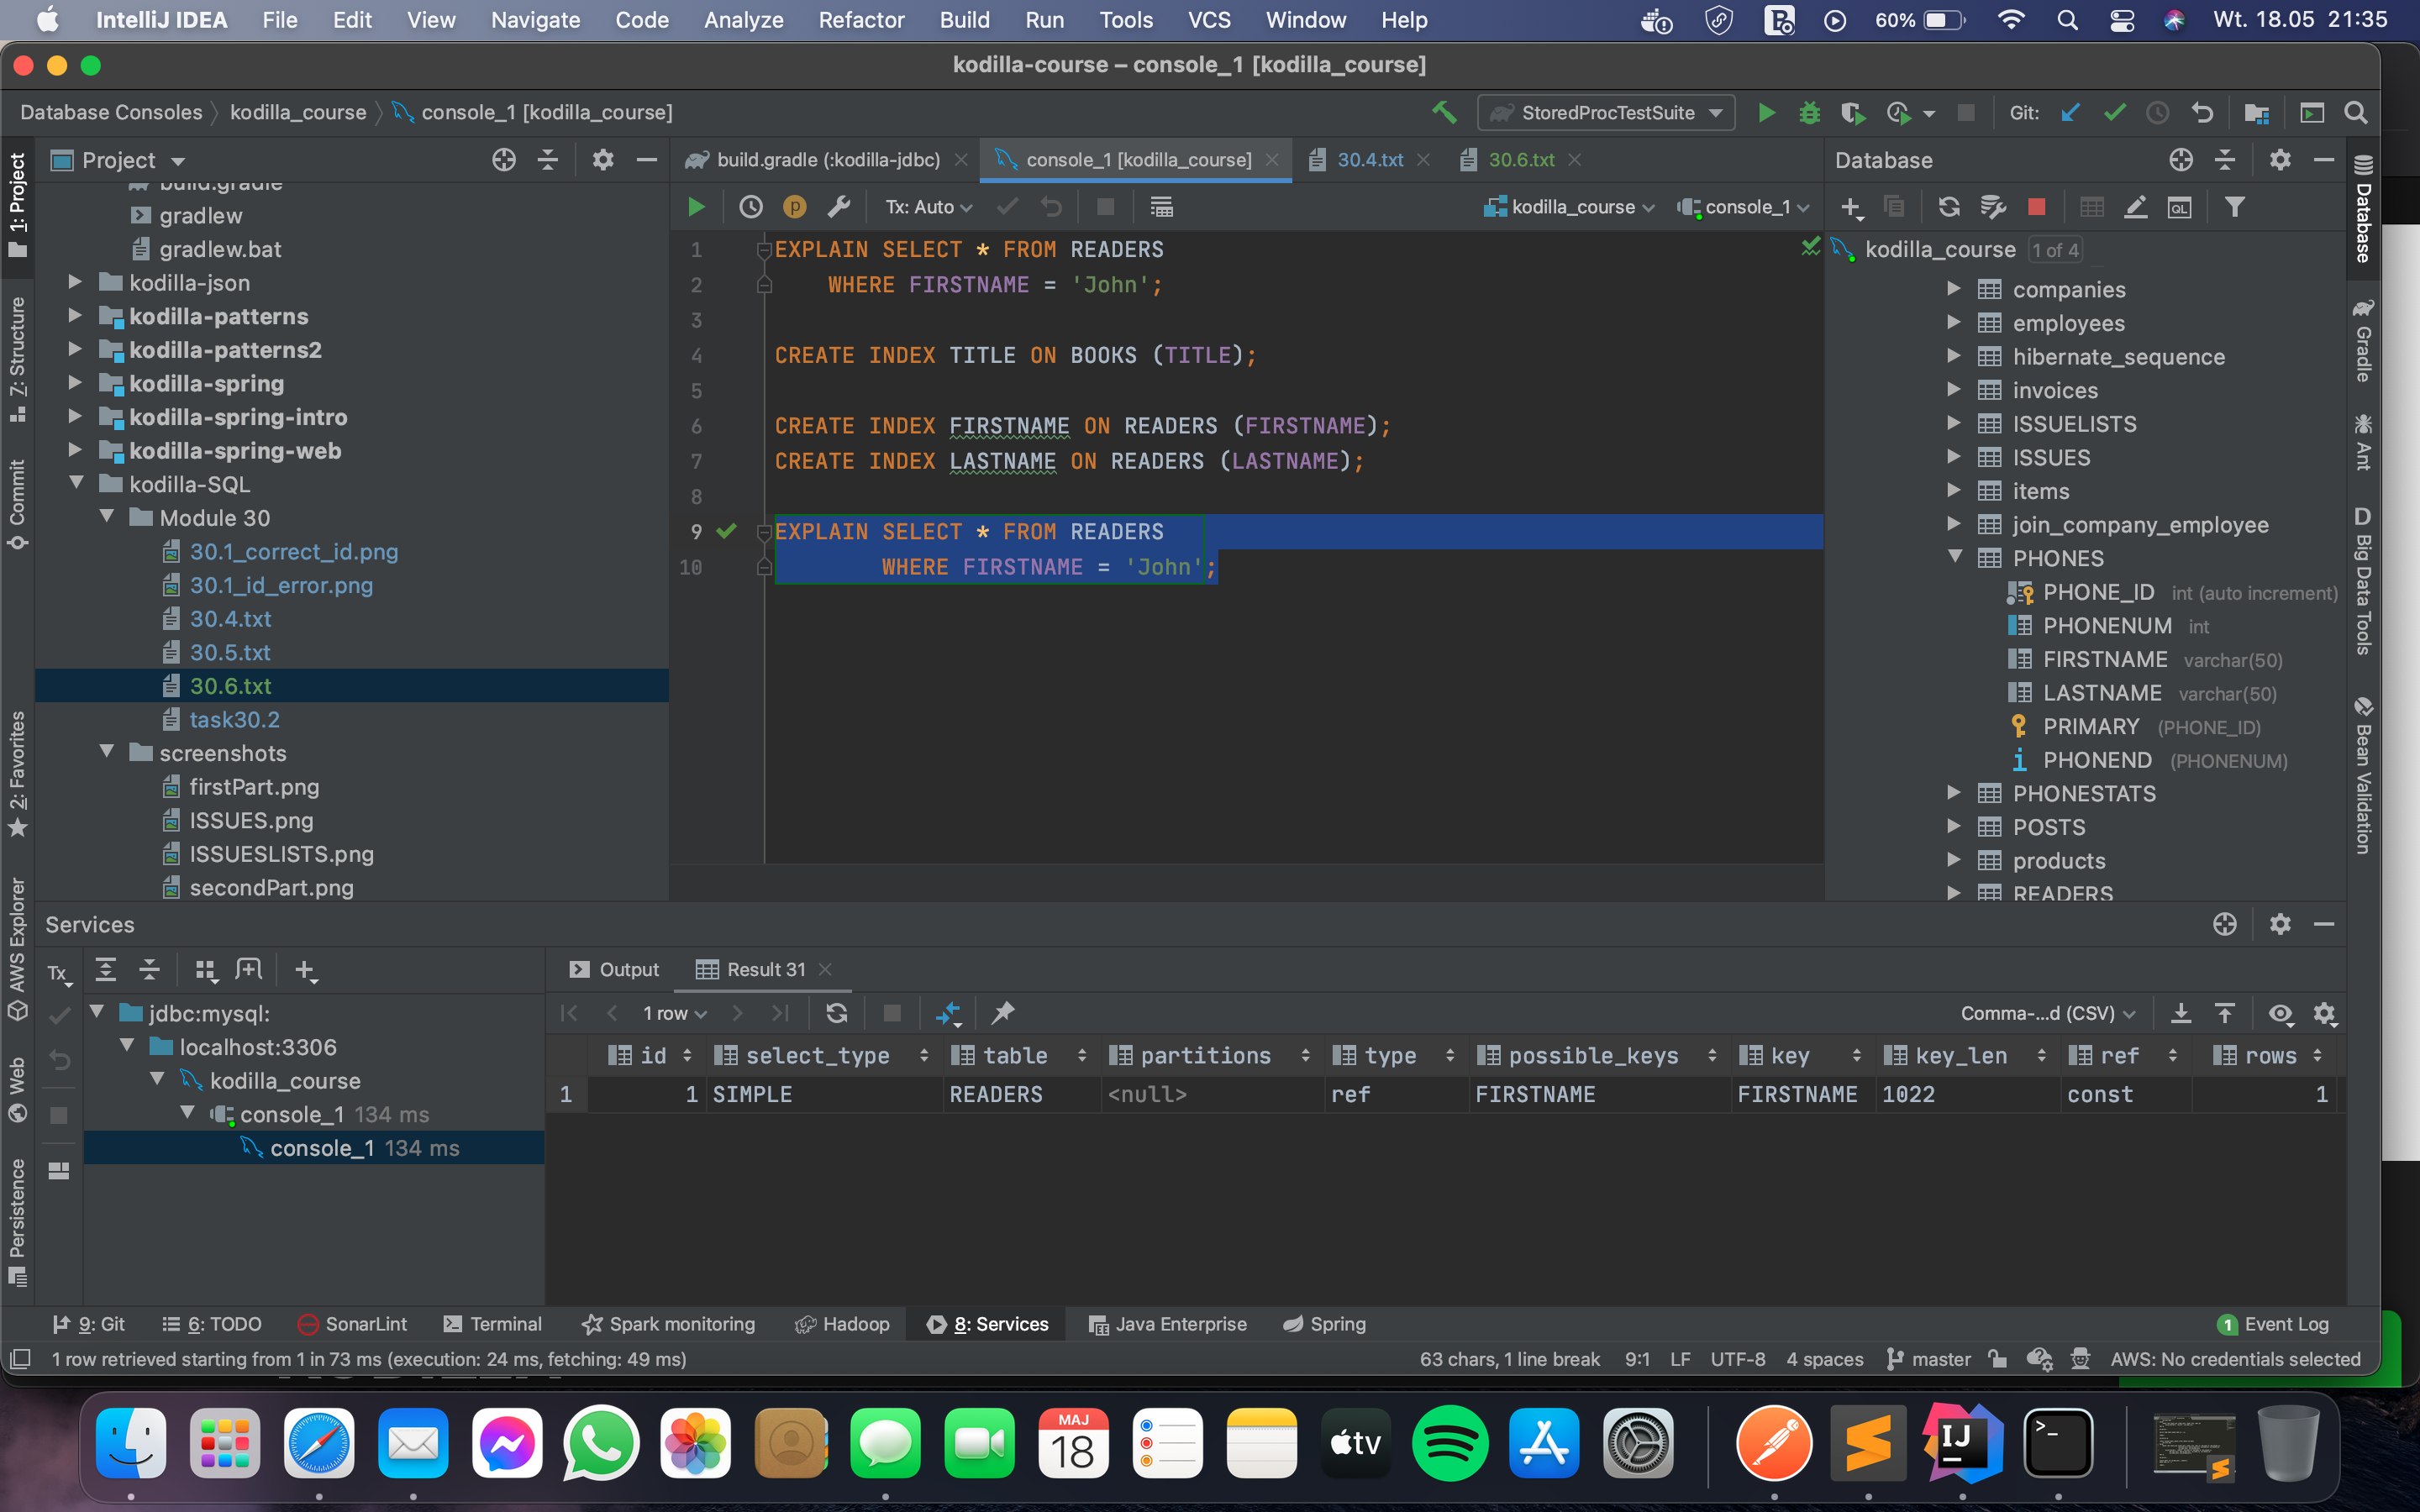 IntelliJ IDEA File Edit View Navigate Code Analyze Refactor Build Run Tools VCS Window Help 60% Wt. 18.05 21:35
kodilla-course – console_1 [kodilla_course]
Database Consoles kodilla_course console_1 [kodilla_course] StoredProcTestSuite Git:
Project
build.gradle (:kodilla-jdbc) console_1 [kodilla_course] 30.4.txt 30.6.txt
Database
Tx: Auto kodilla_course console_1
1: Project
Z: Structure
Commit
2: Favorites
AWS Explorer
Web
Persistence
build.gradle
gradlew
gradlew.bat
kodilla-json
kodilla-patterns
kodilla-patterns2
kodilla-spring
kodilla-spring-intro
kodilla-spring-web
kodilla-SQL
Module 30
30.1_correct_id.png
30.1_id_error.png
30.4.txt
30.5.txt
30.6.txt
task30.2
screenshots
firstPart.png
ISSUES.png
ISSUESLISTS.png
secondPart.png
1 EXPLAIN SELECT * FROM READERS
2 WHERE FIRSTNAME = 'John';
3
4 CREATE INDEX TITLE ON BOOKS (TITLE);
5
6 CREATE INDEX FIRSTNAME ON READERS (FIRSTNAME);
7 CREATE INDEX LASTNAME ON READERS (LASTNAME);
8
9 EXPLAIN SELECT * FROM READERS
10 WHERE FIRSTNAME = 'John';
QL
kodilla_course 1 of 4
companies
employees
hibernate_sequence
invoices
ISSUELISTS
ISSUES
items
join_company_employee
PHONES
PHONE_ID int (auto increment)
PHONENUM int
FIRSTNAME varchar(50)
LASTNAME varchar(50)
PRIMARY (PHONE_ID)
PHONEND (PHONENUM)
PHONESTATS
POSTS
products
READERS
Database
Gradle
Ant
D Big Data Tools
Bean Validation
Services
Tx
jdbc:mysql:
localhost:3306
kodilla_course
console_1 134 ms
console_1 134 ms
Output Result 31
1 row Comma-...d (CSV)
id select_type table partitions type possible_keys key key_len ref rows
1 1 SIMPLE READERS <null> ref FIRSTNAME FIRSTNAME 1022 const 1
9: Git 6: TODO SonarLint Terminal Spark monitoring Hadoop 8: Services Java Enterprise Spring 1 Event Log
1 row retrieved starting from 1 in 73 ms (execution: 24 ms, fetching: 49 ms) 63 chars, 1 line break 9:1 LF UTF-8 4 spaces master AWS: No credentials selected
MAJ
18
tv
IJ